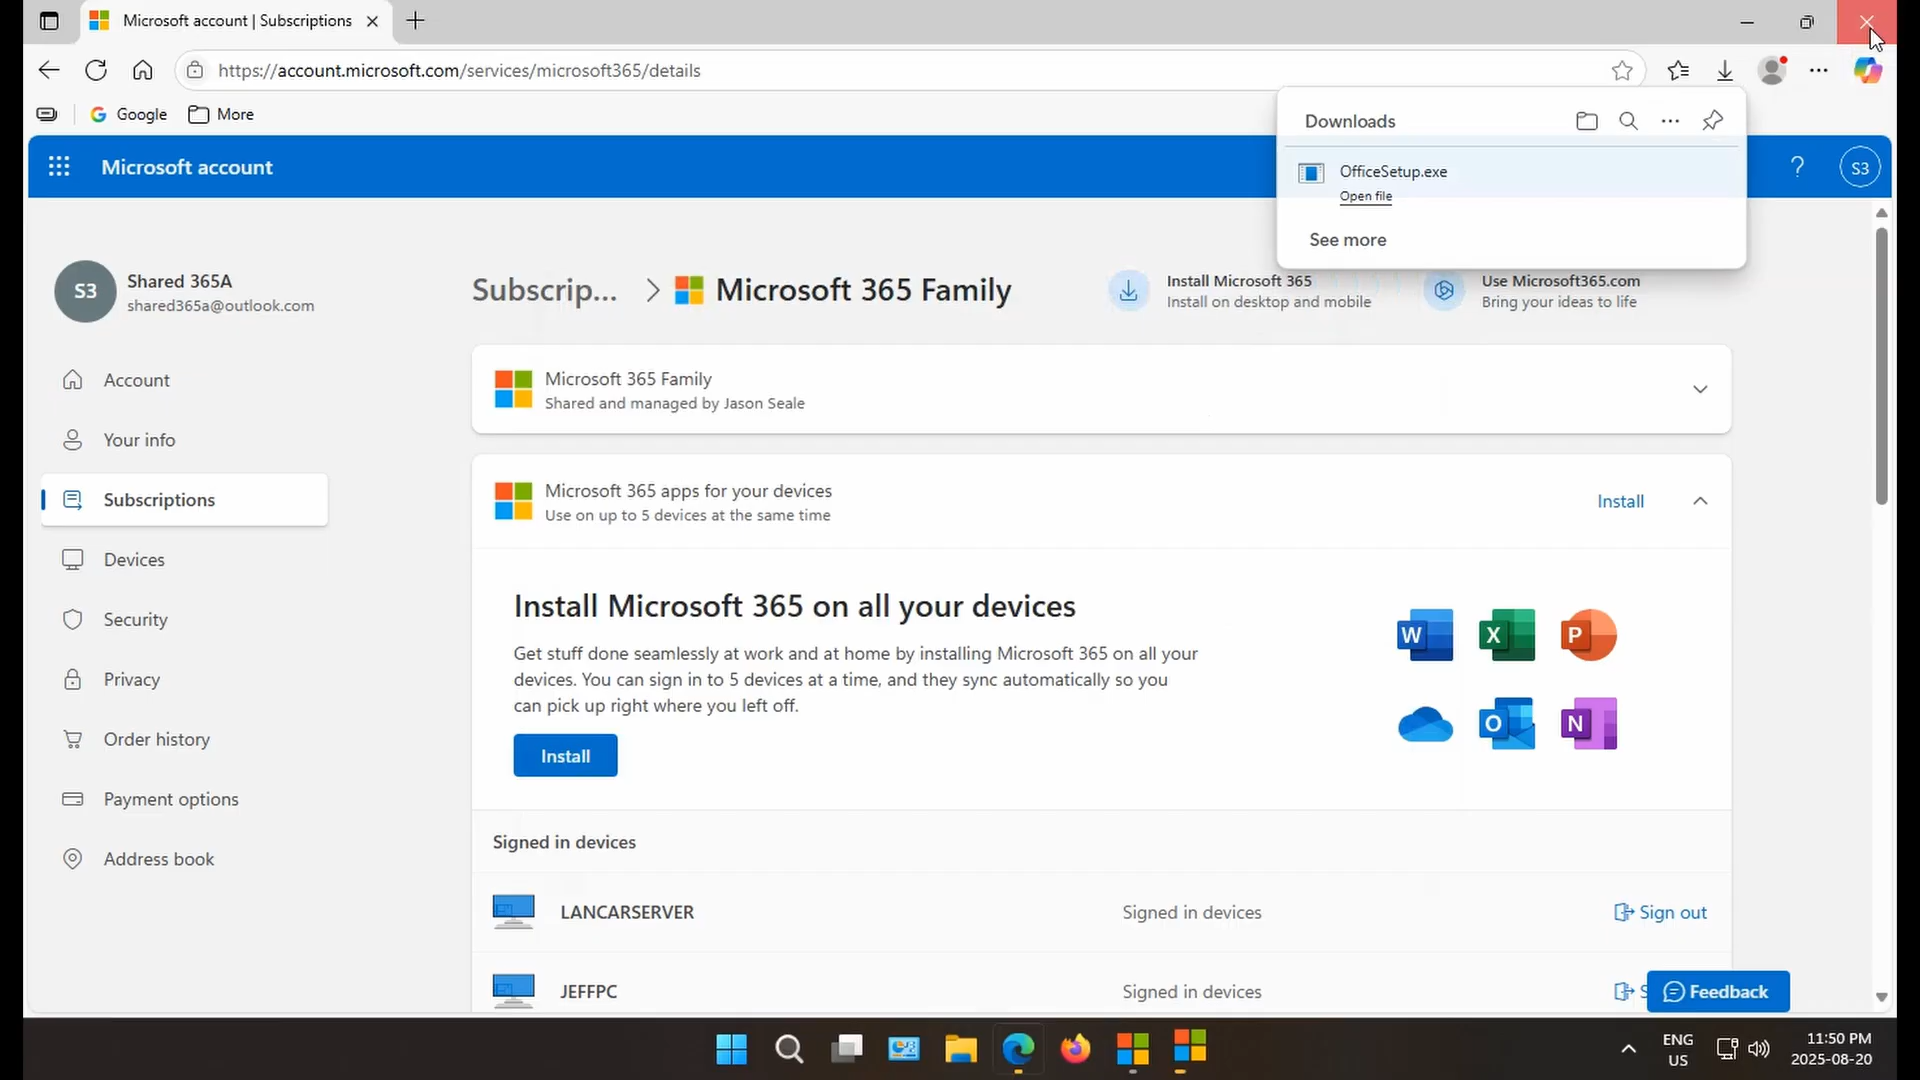 Microsoft account | Subscriptions
https://account.microsoft.com/services/microsoft365/details
Google
More
Downloads
OfficeSetup.exe
Open file
See more
Microsoft account
?
S3
S3
Shared 365A
shared365a@outlook.com
Account
Your info
Subscriptions
Devices
Security
Privacy
Order history
Payment options
Address book
Subscrip... > Microsoft 365 Family
Install Microsoft 365
Install on desktop and mobile
Use Microsoft365.com
Bring your ideas to life
Microsoft 365 Family
Shared and managed by Jason Seale
Microsoft 365 apps for your devices
Use on up to 5 devices at the same time
Install
Install Microsoft 365 on all your devices
Get stuff done seamlessly at work and at home by installing Microsoft 365 on all your
devices. You can sign in to 5 devices at a time, and they sync automatically so you
can pick up right where you left off.
Install
W
X
P
O
N
Signed in devices
LANCARSERVER
Signed in devices
Sign out
JEFFPC
Signed in devices
S
Feedback
ENG
US
11:50 PM
2025-08-20